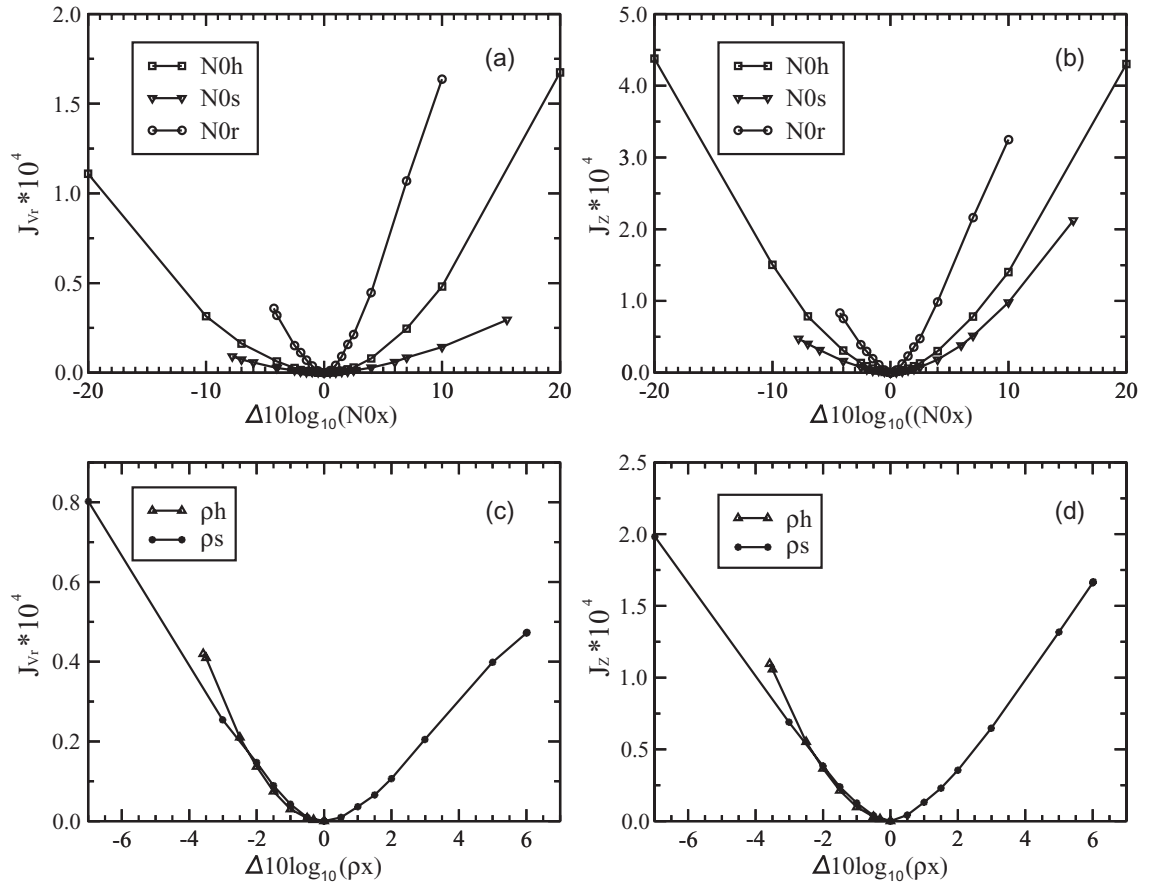 2.0
1.5
1.0
0.5
0.0
J_Vr *10^4
N0h
N0s
N0r
(a)
-20 -10 0 10 20
Δ10log₁₀(N0x)
5.0
4.0
3.0
2.0
1.0
0.0
J_Z *10^4
N0h
N0s
N0r
(b)
-20 -10 0 10 20
Δ10log₁₀((N0x)
0.8
0.6
0.4
0.2
0.0
J_Vr *10^4
ρh
ρs
(c)
-6 -4 -2 0 2 4 6
Δ10log₁₀(ρx)
2.5
2.0
1.5
1.0
0.5
0.0
J_Z *10^4
ρh
ρs
(d)
-6 -4 -2 0 2 4 6
Δ10log₁₀(ρx)